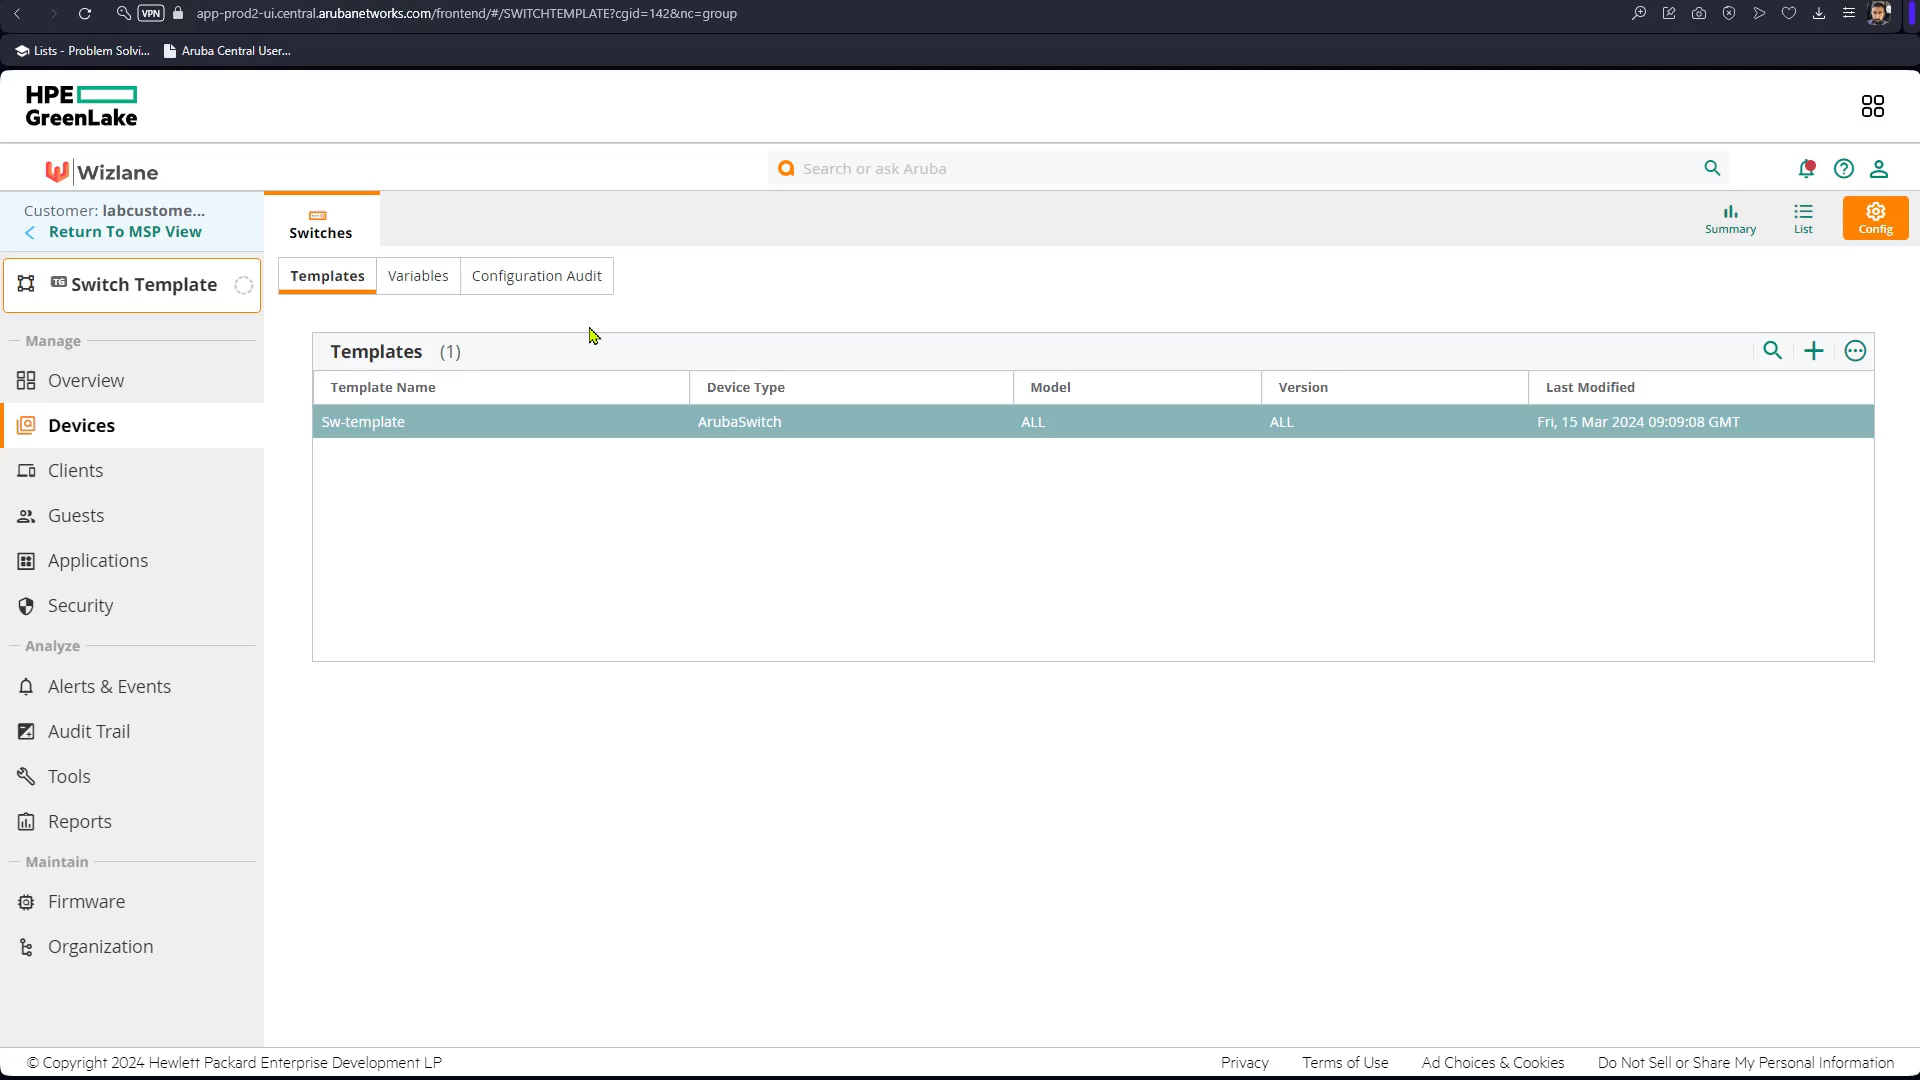 VPN
app-prod2-ui.central.arubanetworks.com/frontend/#/SWITCHTEMPLATE?cgid=142&nc=group
Lists - Problem Solvi...
Aruba Central User...
HPE
GreenLake
Wizlane
Search or ask Aruba
Customer: labcustome...
Return To MSP View
Switches
Summary
List
Config
TG Switch Template
Templates
Variables
Configuration Audit
Manage
Overview
Devices
Clients
Guests
Applications
Security
Analyze
Alerts & Events
Audit Trail
Tools
Reports
Maintain
Firmware
Organization
Templates (1)
Template Name
Device Type
Model
Version
Last Modified
Sw-template
ArubaSwitch
ALL
ALL
Fri, 15 Mar 2024 09:09:08 GMT
© Copyright 2024 Hewlett Packard Enterprise Development LP
Privacy
Terms of Use
Ad Choices & Cookies
Do Not Sell or Share My Personal Information